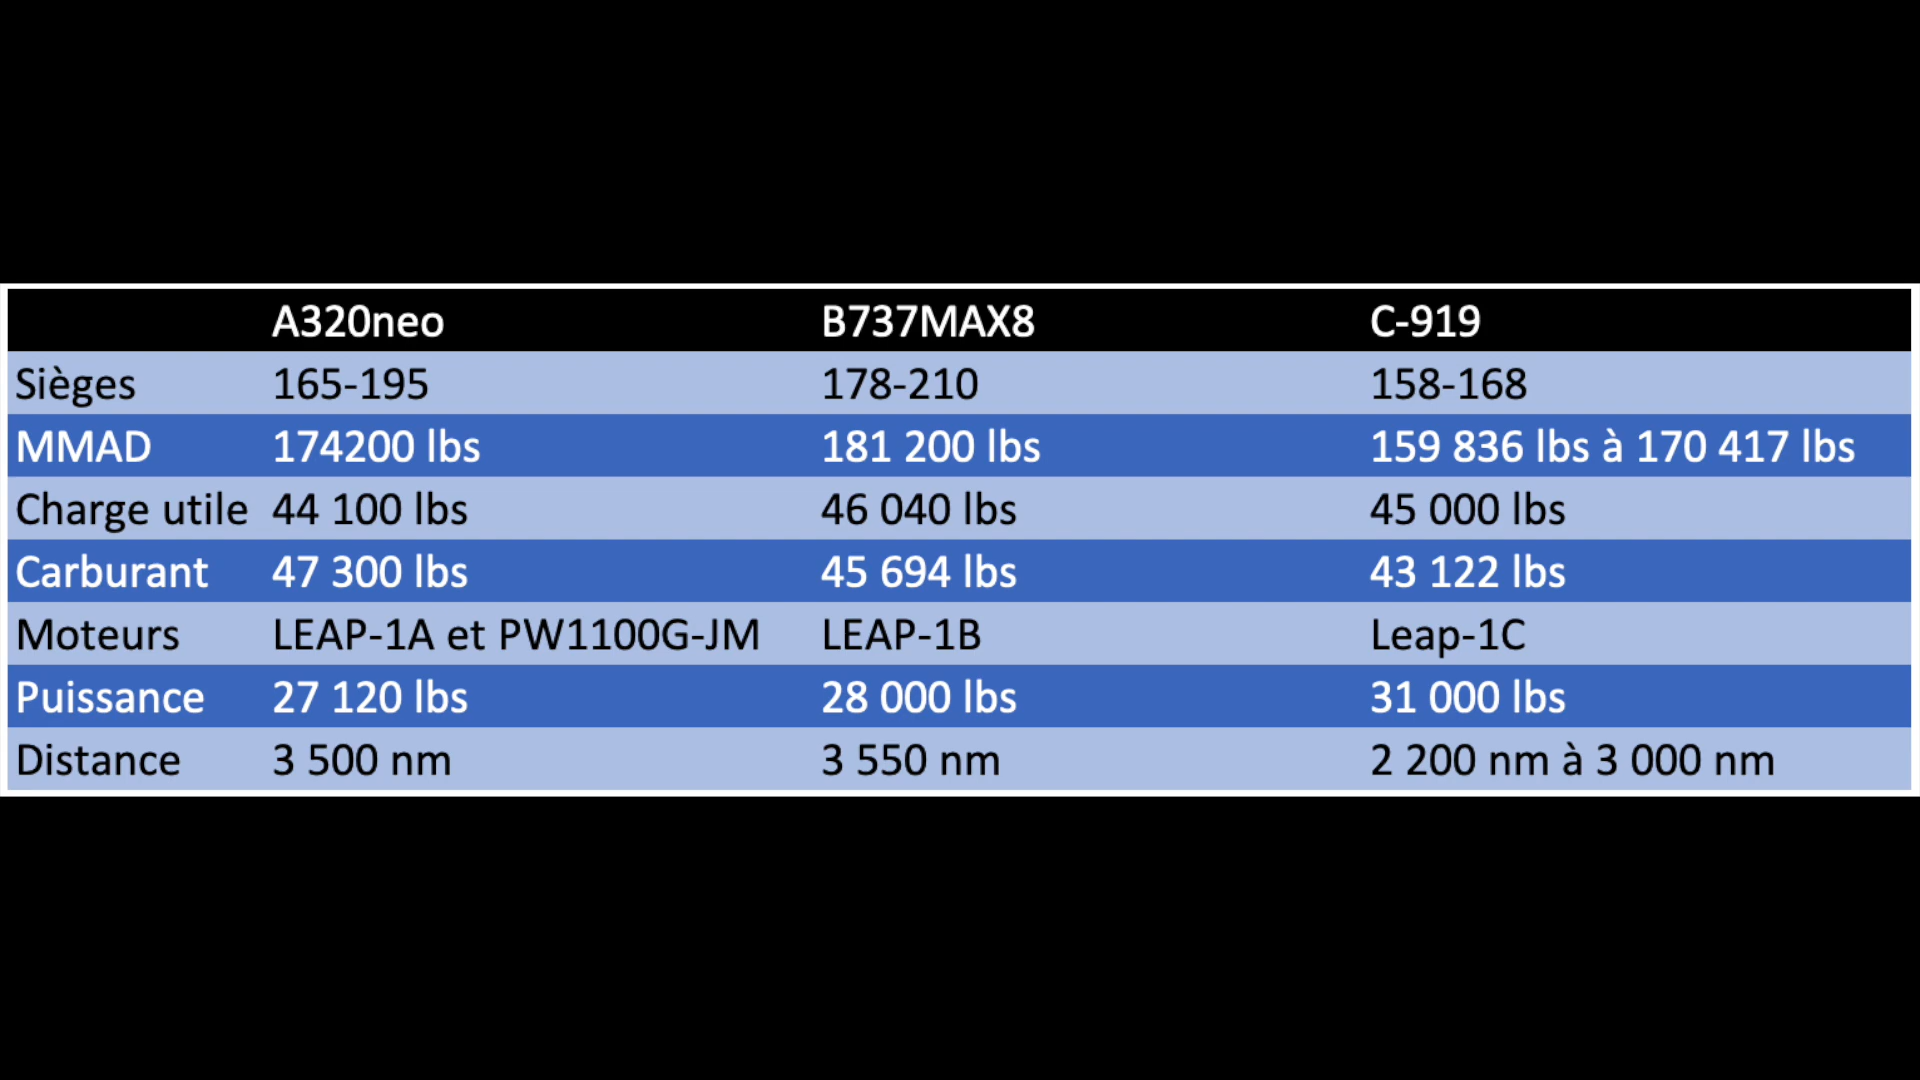 A320neo B737MAX8 C-919
Sièges 165-195 178-210 158-168
MMAD 174200 lbs 181 200 lbs 159 836 lbs à 170 417 lbs
Charge utile 44 100 lbs 46 040 lbs 45 000 lbs
Carburant 47 300 lbs 45 694 lbs 43 122 lbs
Moteurs LEAP-1A et PW1100G-JM LEAP-1B Leap-1C
Puissance 27 120 lbs 28 000 lbs 31 000 lbs
Distance 3 500 nm 3 550 nm 2 200 nm à 3 000 nm